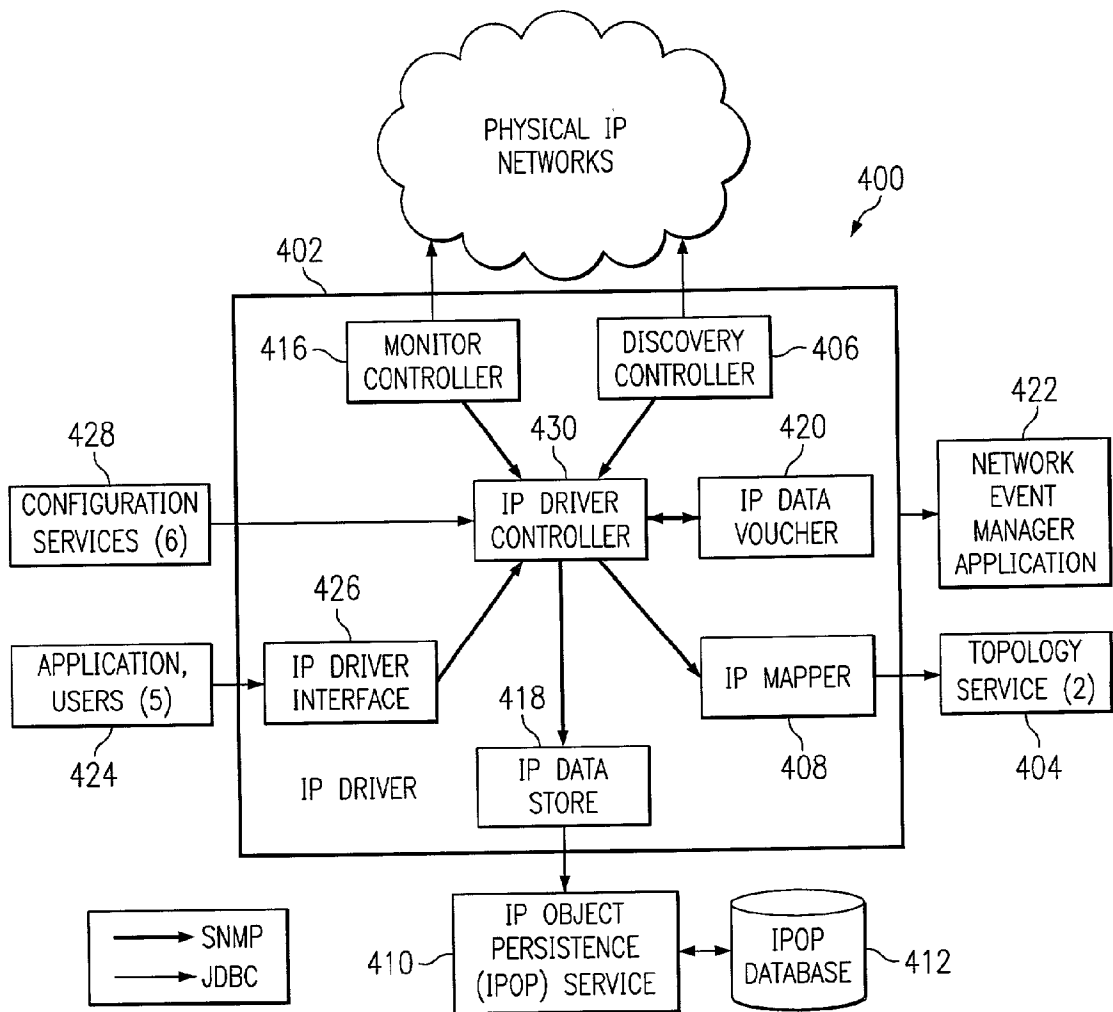 PHYSICAL IP
NETWORKS
400
402
416
MONITOR
CONTROLLER
DISCOVERY
CONTROLLER
406
428
430
420
422
CONFIGURATION
SERVICES (6)
IP DRIVER
CONTROLLER
IP DATA
VOUCHER
NETWORK
EVENT
MANAGER
APPLICATION
426
APPLICATION,
USERS (5)
IP DRIVER
INTERFACE
IP MAPPER
TOPOLOGY
SERVICE (2)
424
418
408
404
IP DRIVER
IP DATA
STORE
SNMP
JDBC
410
IP OBJECT
PERSISTENCE
(IPOP) SERVICE
IPOP
DATABASE
412